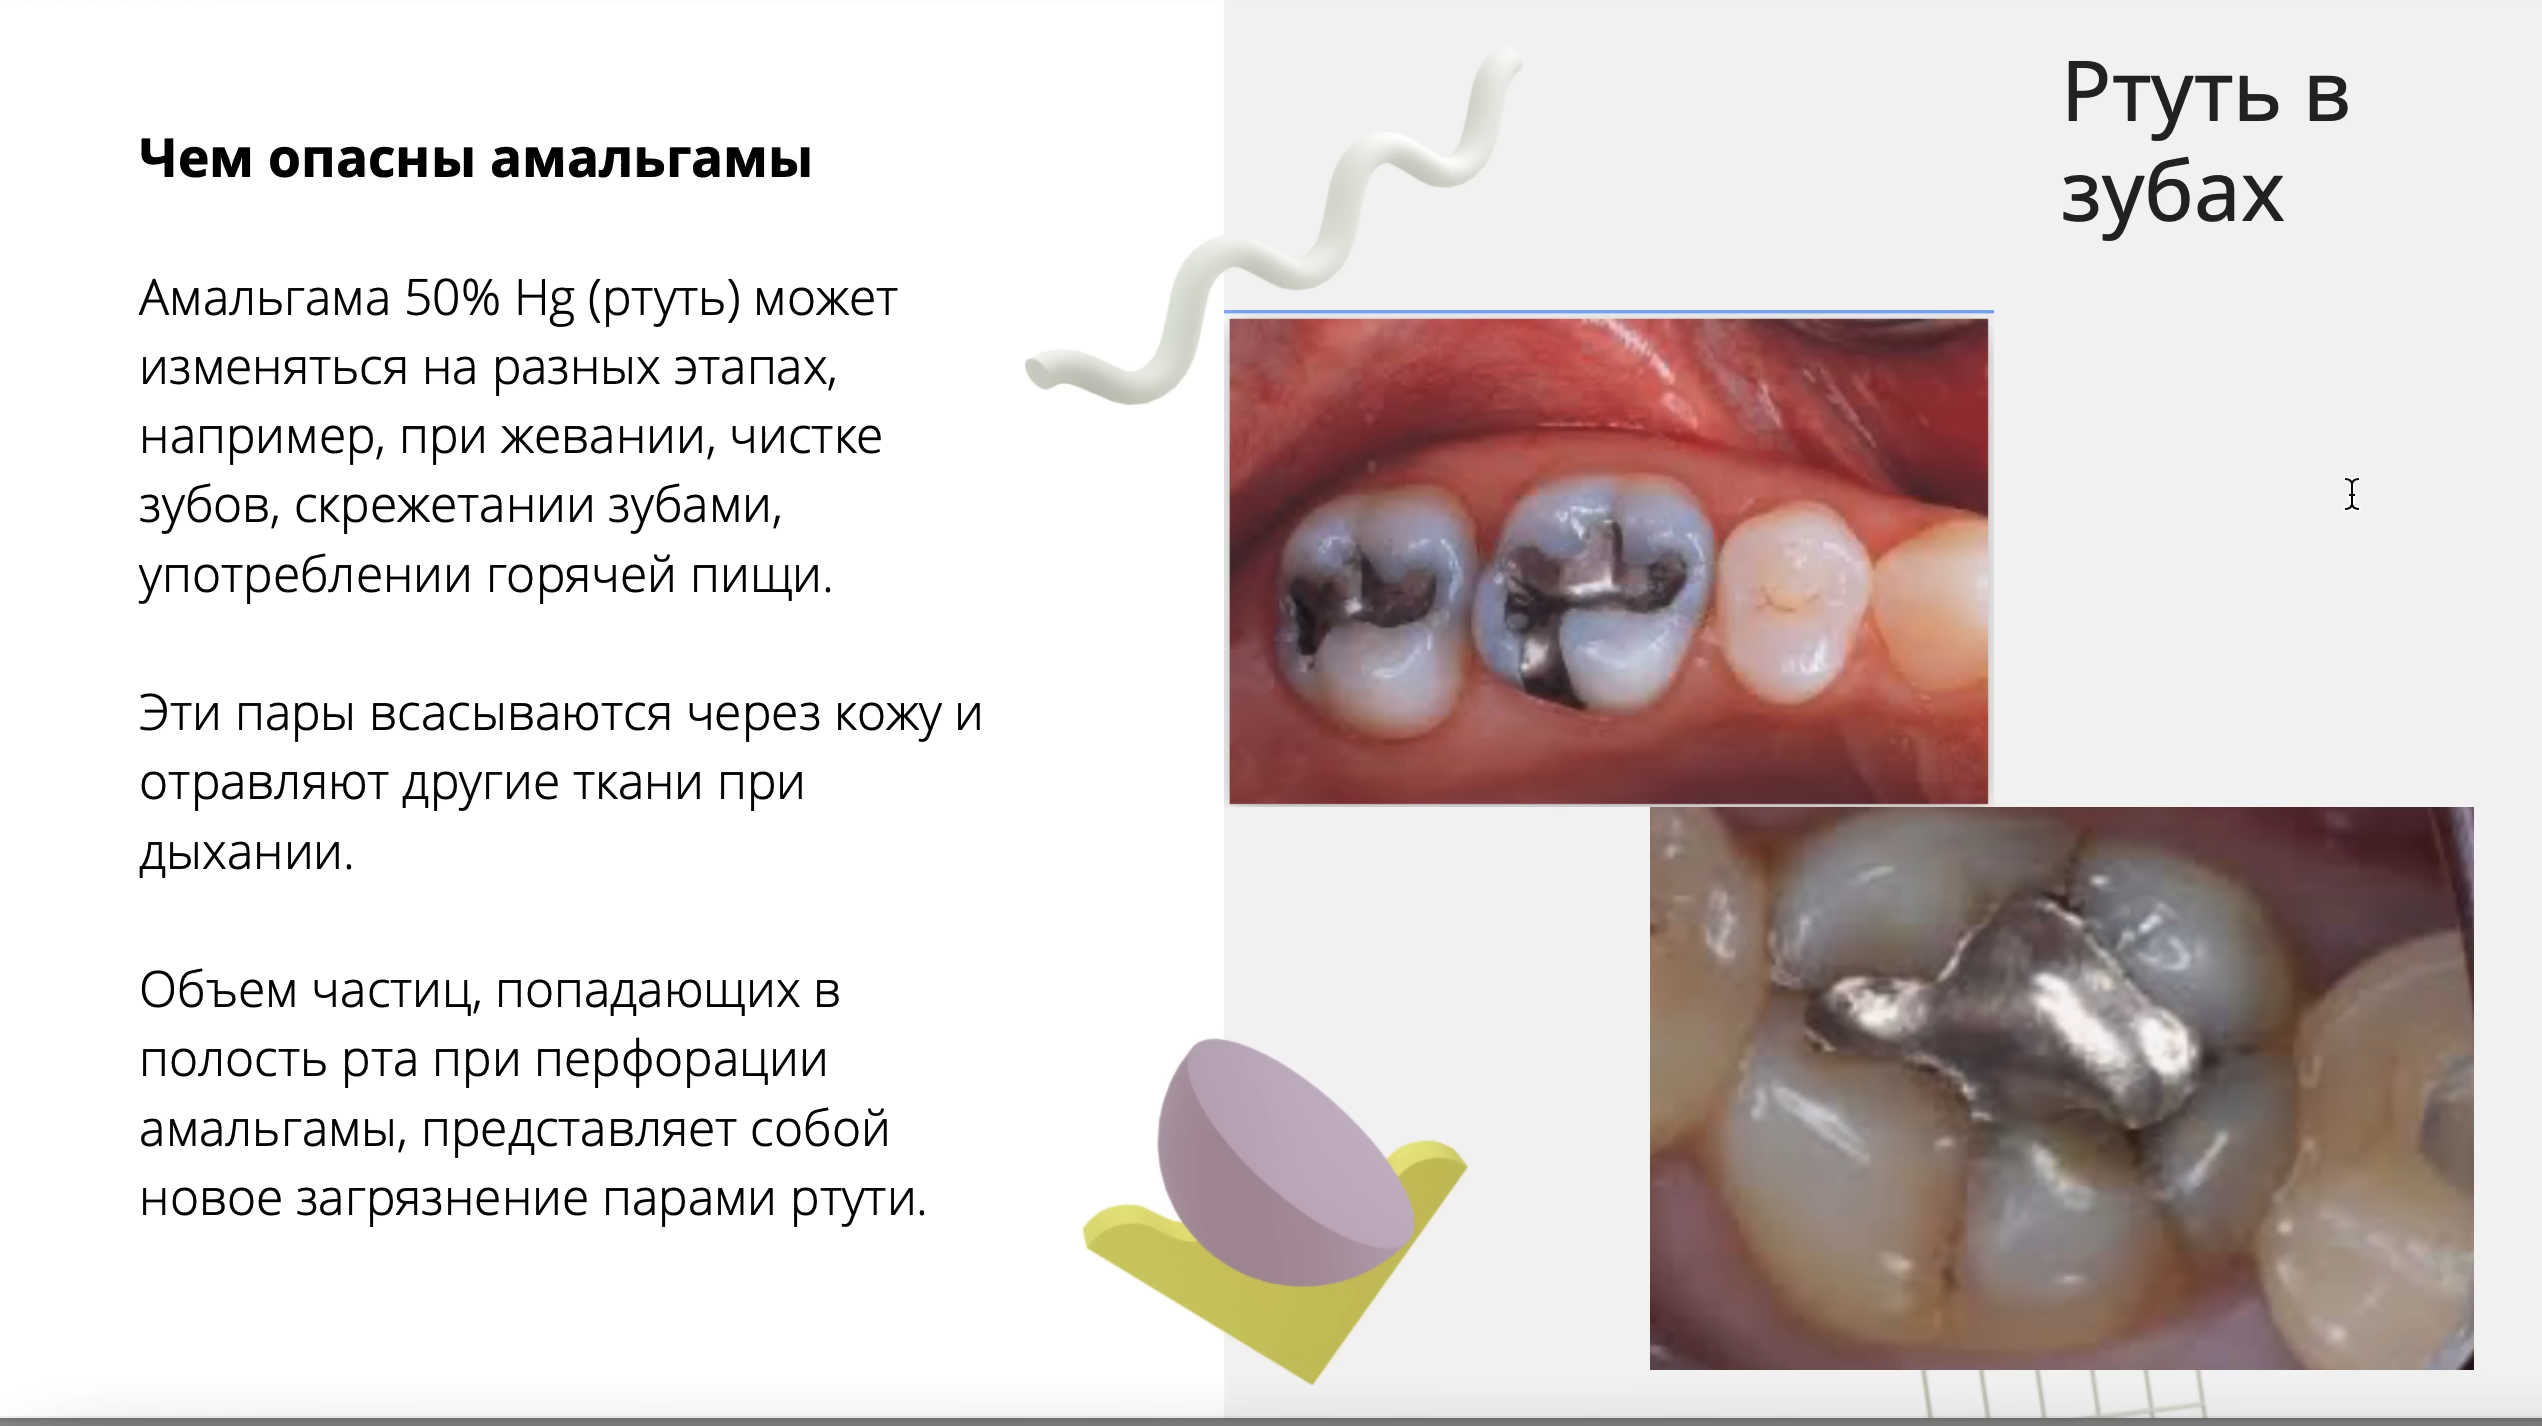 Чем опасны амальгамы
Амальгама 50% Hg (ртуть) может
изменяться на разных этапах,
например, при жевании, чистке
зубов, скрежетании зубами,
употреблении горячей пищи.
Эти пары всасываются через кожу и
отравляют другие ткани при
дыхании.
Объем частиц, попадающих в
полость рта при перфорации
амальгамы, представляет собой
новое загрязнение парами ртути.
Ртуть в
зубах